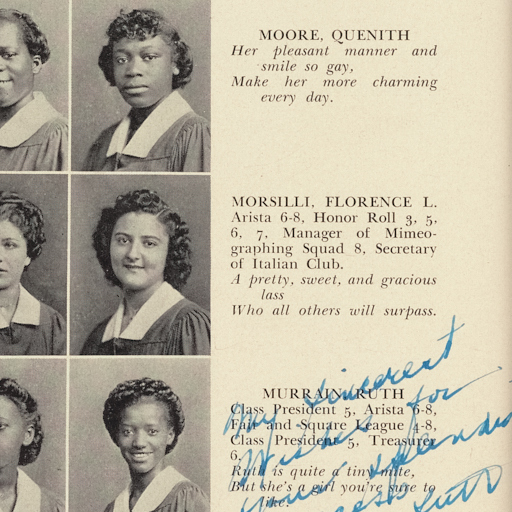 MOORE, QUENITH
Her pleasant manner and
smile so gay,
Make her more charming
every day.
MORSILLI, FLORENCE L.
Arista 6-8, Honor Roll 3, 5,
6, 7, Manager of Mimeo-
graphing Squad 8, Secretary
of Italian Club.
A pretty, sweet, and gracious
lass
Who all others will surpass.
MURRAIN, RUTH
Class President 5, Arista 6-8,
Fair and Square League 4-8,
Class President 5, Treasurer
6.
Ruth is quite a tiny mite,
But she's a girl you're sure to
like.
My sincerest
Wishes for
your
Ruth